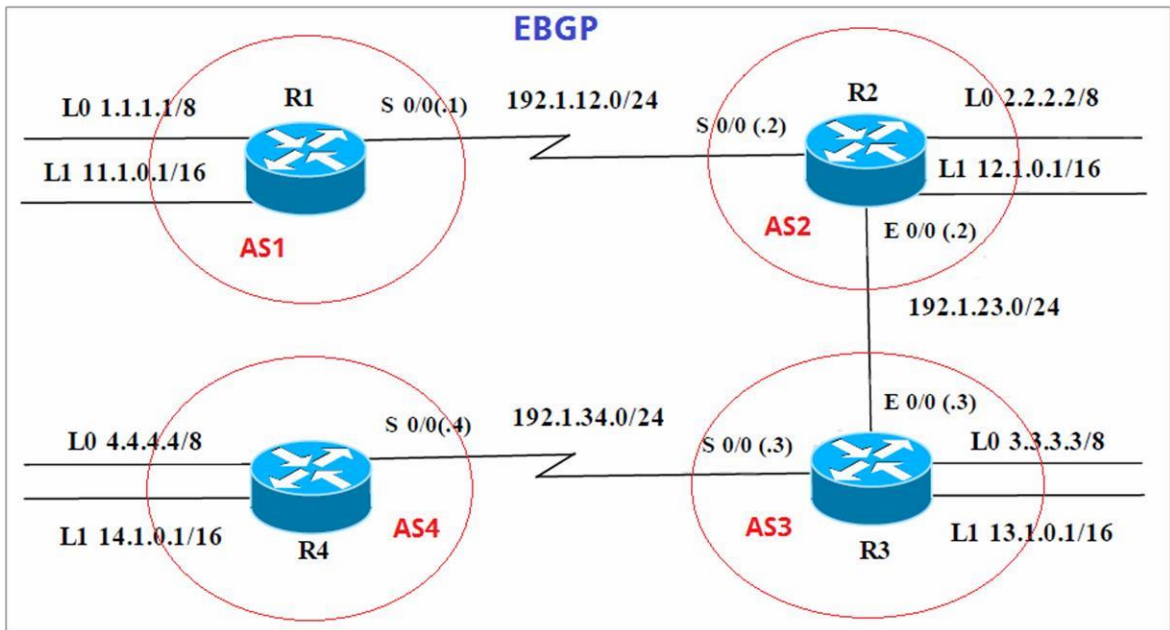 EBGP
L0 1.1.1.1/8
R1
S 0/0(.1)
192.1.12.0/24
R2
L0 2.2.2.2/8
S 0/0 (.2)
L1 11.1.0.1/16
L1 12.1.0.1/16
AS1
AS2
E 0/0 (.2)
192.1.23.0/24
L0 4.4.4.4/8
S 0/0(.4)
192.1.34.0/24
E 0/0 (.3)
S 0/0 (.3)
L0 3.3.3.3/8
L1 14.1.0.1/16
R4
AS4
AS3
R3
L1 13.1.0.1/16